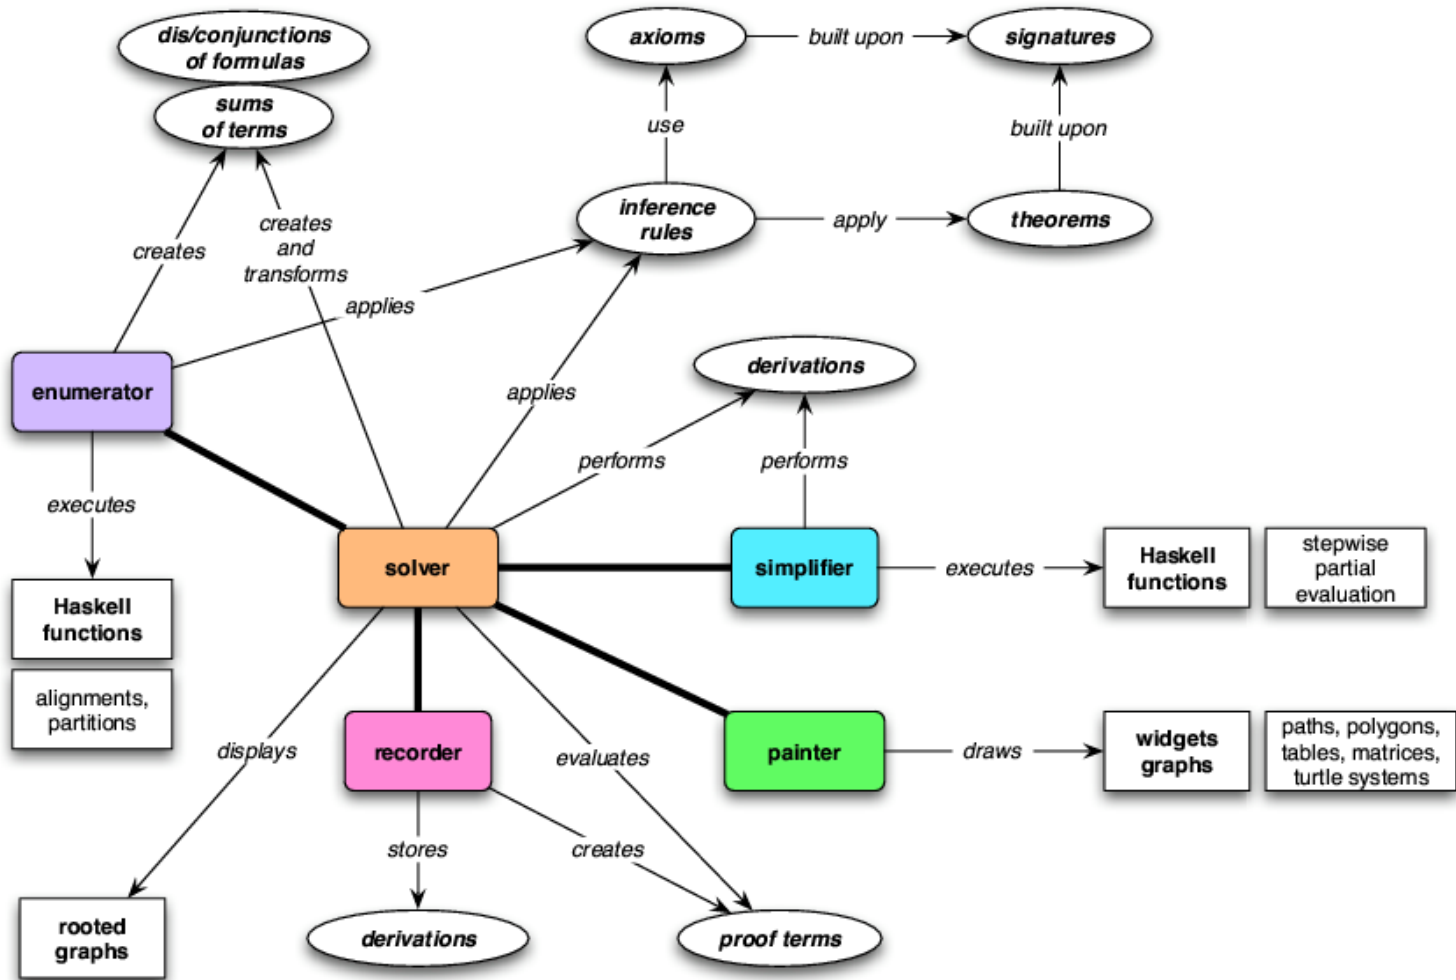 dis/conjunctions
of formulas
axioms
built upon
signatures
sums
of terms
use
built upon
creates
and
transforms
inference
rules
apply
theorems
creates
applies
derivations
enumerator
applies
performs
performs
executes
solver
simplifier
executes
Haskell
functions
stepwise
partial
evaluation
Haskell
functions
alignments,
partitions
displays
recorder
evaluates
painter
draws
widgets
graphs
paths, polygons,
tables, matrices,
turtle systems
stores
creates
rooted
graphs
derivations
proof terms